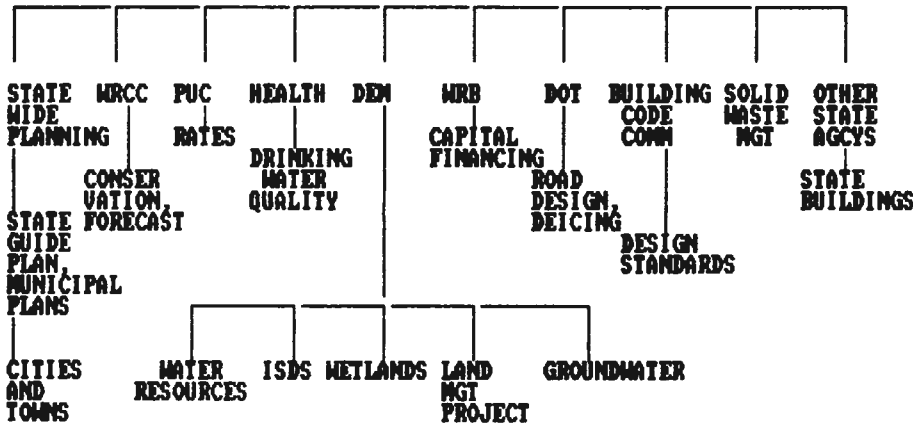 STATE WRCC PUC HEALTH DEM WRB DOT BUILDING SOLID OTHER
WIDE CODE WASTE STATE
PLANNING RATES CAPITAL COMM MGT AGCYS
DRINKING FINANCING
CONSER WATER ROAD STATE
VATION, QUALITY DESIGN, BUILDINGS
STATE FORECAST DEICING
GUIDE DESIGN
PLAN, STANDARDS
MUNICIPAL
PLANS
CITIES WATER ISDS WETLANDS LAND GROUNDWATER
AND RESOURCES MGT
TOWNS PROJECT